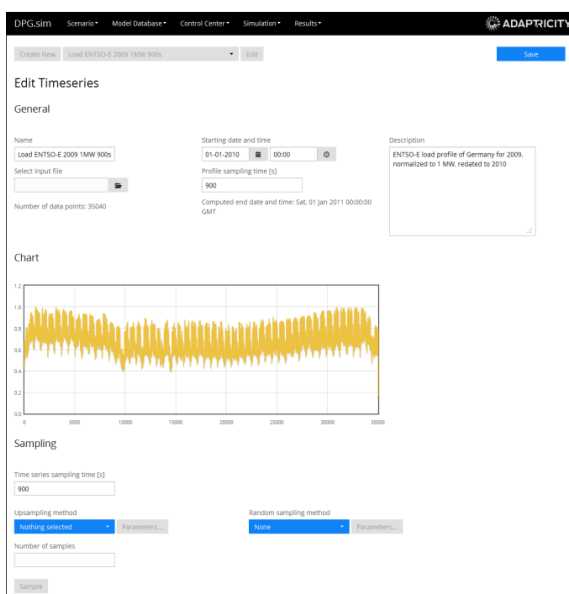 DPG.sim Scenario Model Database Control Center Simulation Results ADAPTRICITY
Create New Load ENTSO-E 2009 1MW 900s Edit Save
Edit Timeseries
General
Name Starting date and time Description
Load ENTSO-E 2009 1MW 900s 01-01-2010 00:00 ENTSO-E load profile of Germany for 2009,
normalized to 1 MW. redated to 2010
Select input file Profile sampling time [s]
900
Number of data points: 35040 Computed end date and time: Sat, 01 Jan 2011 00:00:00
GMT
Chart
1.2
1.0
0.8
0.6
0.4
0.2
0.0
0 5000 10000 15000 20000 25000 30000 35000
Sampling
Time series sampling time [s]
900
Upsampling method Random sampling method
Nothing selected Parameters... None Parameters...
Number of samples
Sample